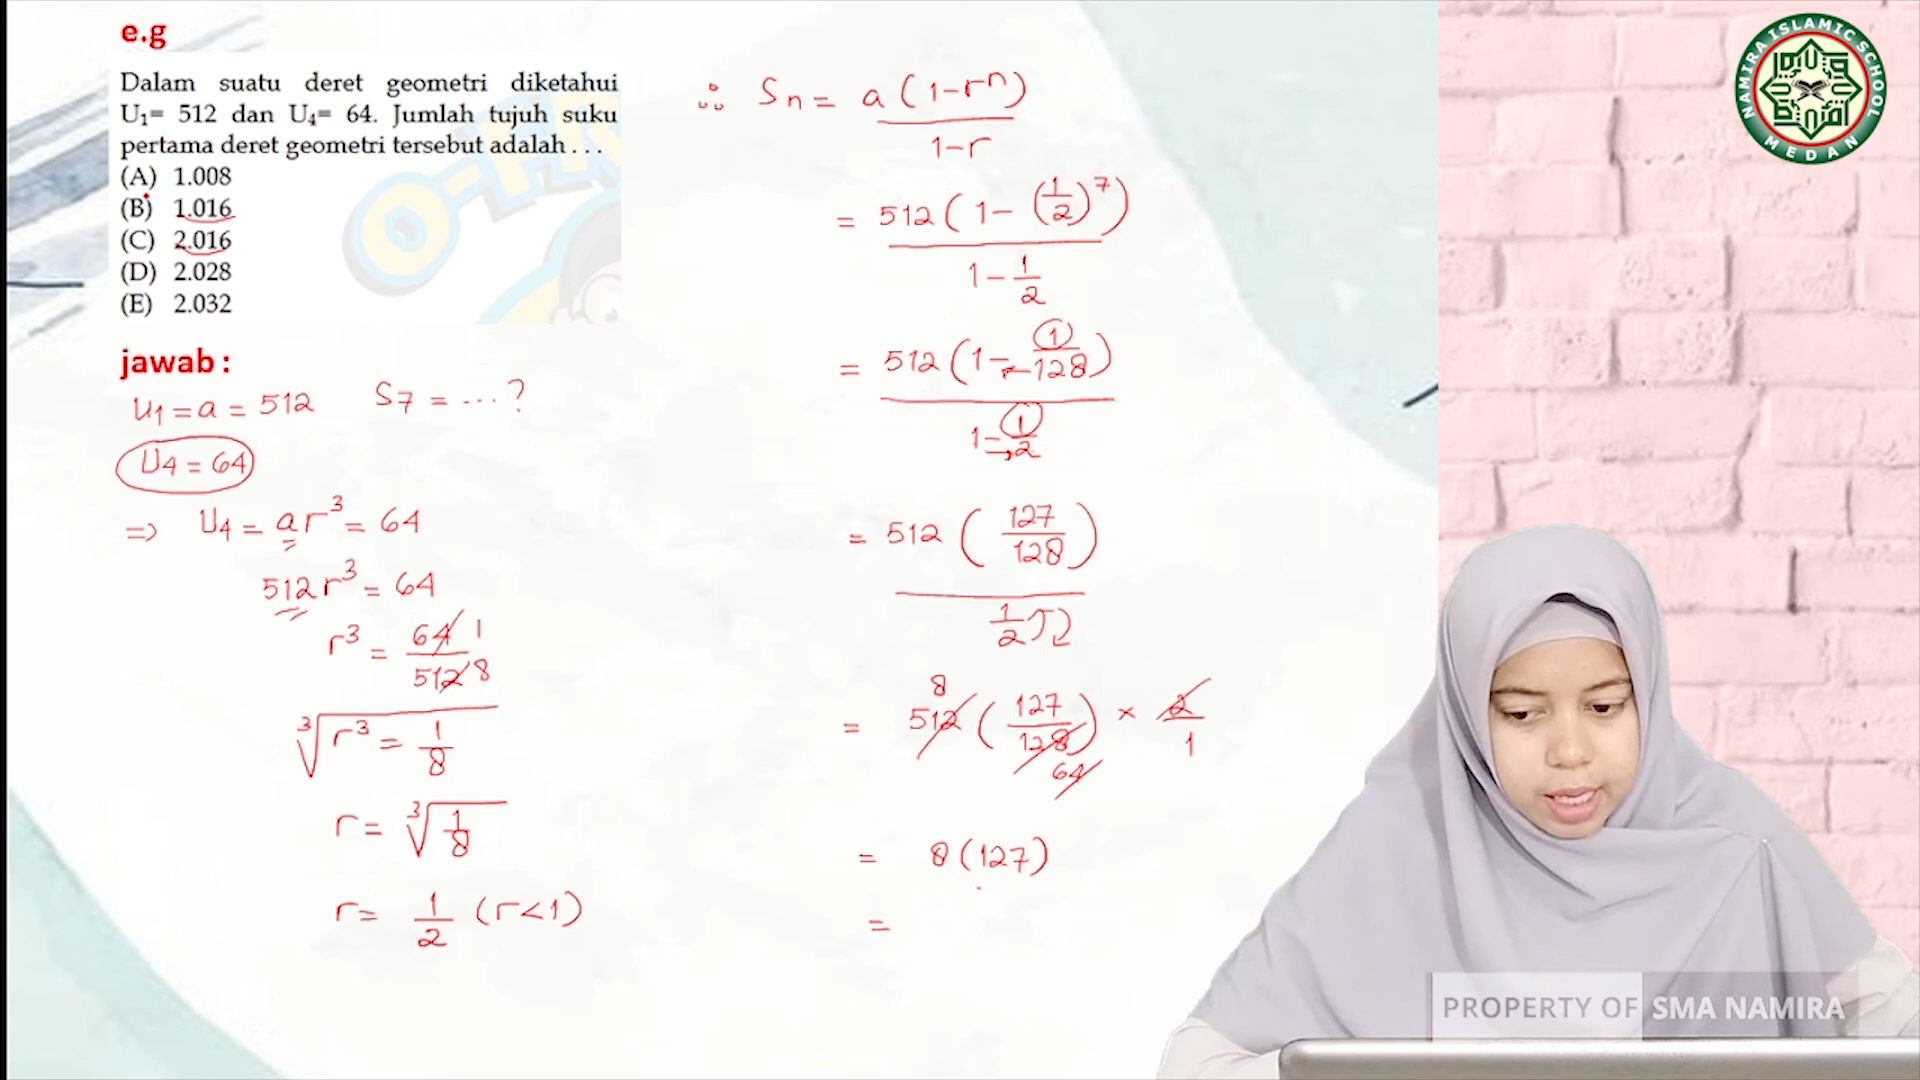 e.g
Dalam suatu deret geometri diketahui
U₁= 512 dan U₄= 64. Jumlah tujuh suku
pertama deret geometri tersebut adalah . . .
(A) 1.008
(B) 1.016
(C) 2.016
(D) 2.028
(E) 2.032
jawab :
U₁ = a = 512 S₇ = ... ?
U₄ = 64
=> U₄ = ar³ = 64
512r³ = 64
r³ = 64/512 1/8
∛r³ = 1/8
r = ∛(1/8)
r = 1/2 (r<1)
∴ Sn = a(1-rⁿ)
1-r
= 512(1-(1/2)⁷)
1-1/2
= 512(1-1/128)
1-1/2
= 512(127/128)
1/2
8
= 512(127/128) × 2/1
64
= 8(127)
=
NAMIRA ISLAMIC SCHOOL
MEDAN
PROPERTY OF SMA NAMIRA